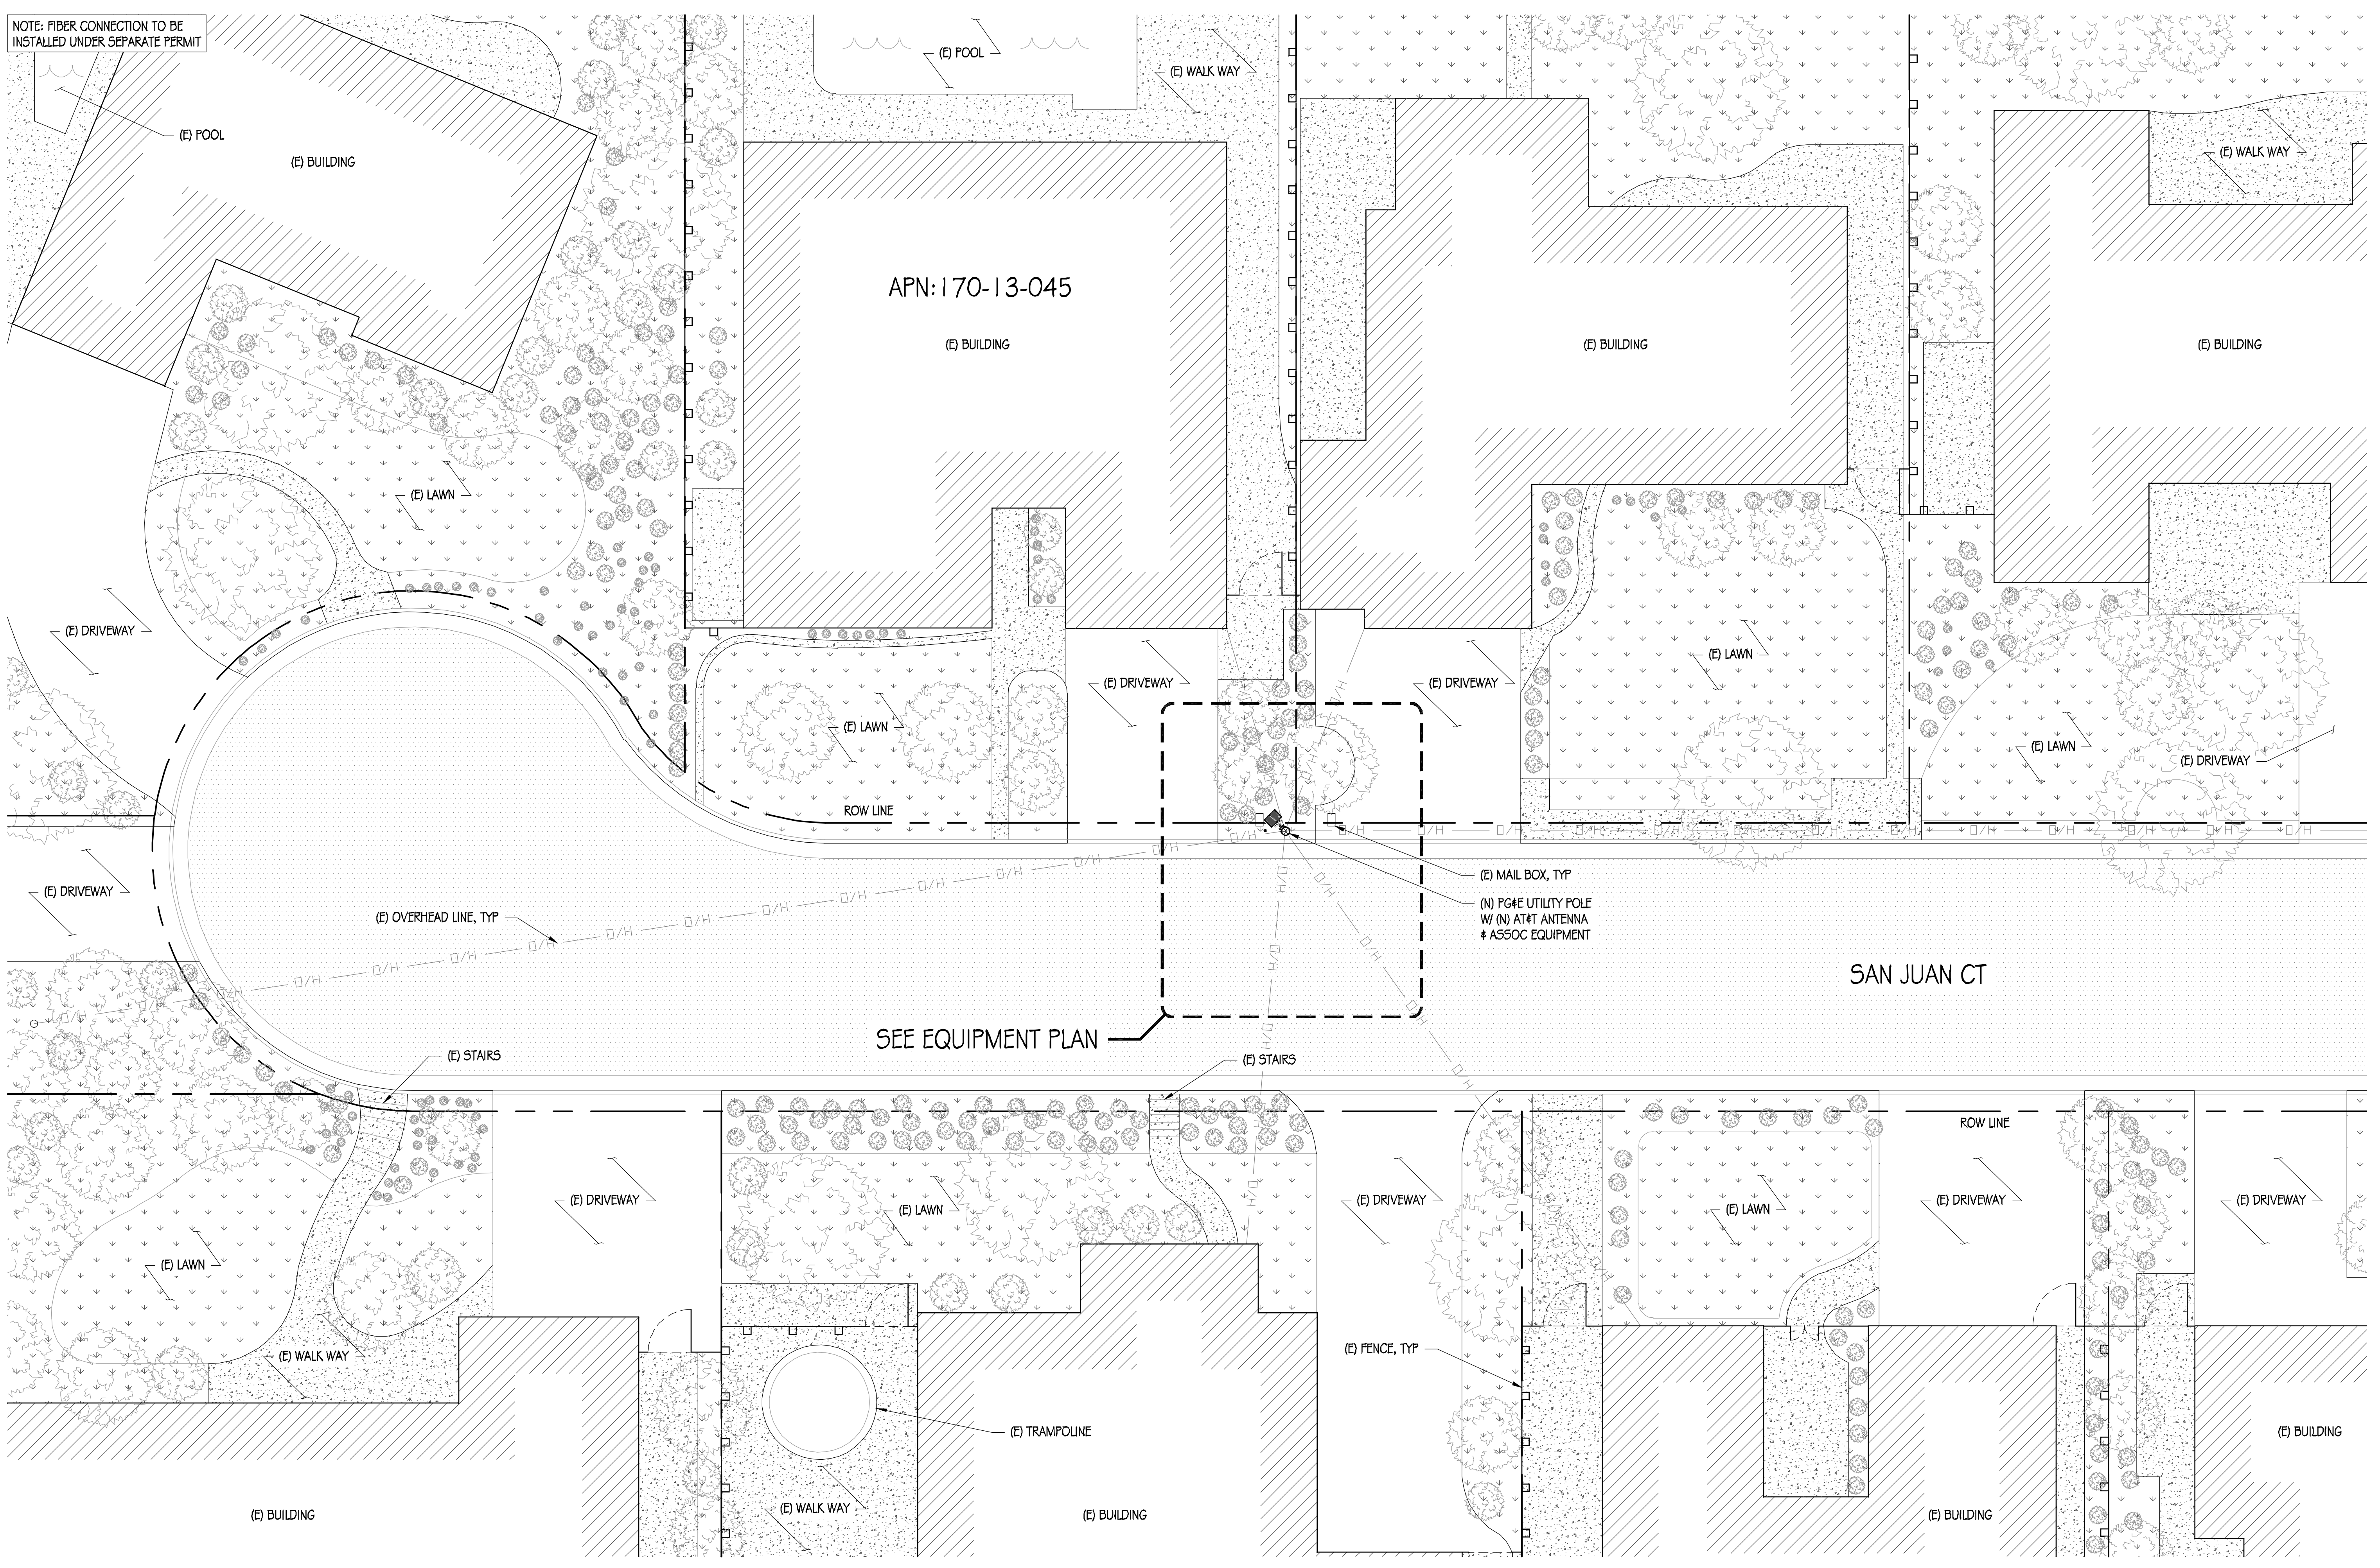 NOTE: FIBER CONNECTION TO BE
INSTALLED UNDER SEPARATE PERMIT
(E) POOL
(E) WALK WAY
(E) POOL
(E) BUILDING
(E) WALK WAY
APN:170-13-045
(E) BUILDING
(E) BUILDING
(E) BUILDING
(E) LAWN
(E) DRIVEWAY
(E) LAWN
(E) DRIVEWAY
(E) DRIVEWAY
(E) LAWN
(E) LAWN
(E) DRIVEWAY
ROW LINE
O/H O/H O/H O/H O/H O/H O/H O/H O/H O/H O/H O/H O/H
(E) MAIL BOX, TYP
(E) DRIVEWAY
(N) PG&E UTILITY POLE
W/ (N) AT&T ANTENNA
& ASSOC EQUIPMENT
(E) OVERHEAD LINE, TYP
O/H O/H O/H O/H O/H O/H O/H O/H O/H O/H O/H O/H
SAN JUAN CT
SEE EQUIPMENT PLAN
(E) STAIRS
(E) STAIRS
ROW LINE
(E) DRIVEWAY
(E) LAWN
(E) DRIVEWAY
(E) LAWN
(E) DRIVEWAY
(E) DRIVEWAY
(E) LAWN
(E) WALK WAY
(E) FENCE, TYP
(E) TRAMPOLINE
(E) BUILDING
(E) WALK WAY
(E) BUILDING
(E) BUILDING
(E) BUILDING